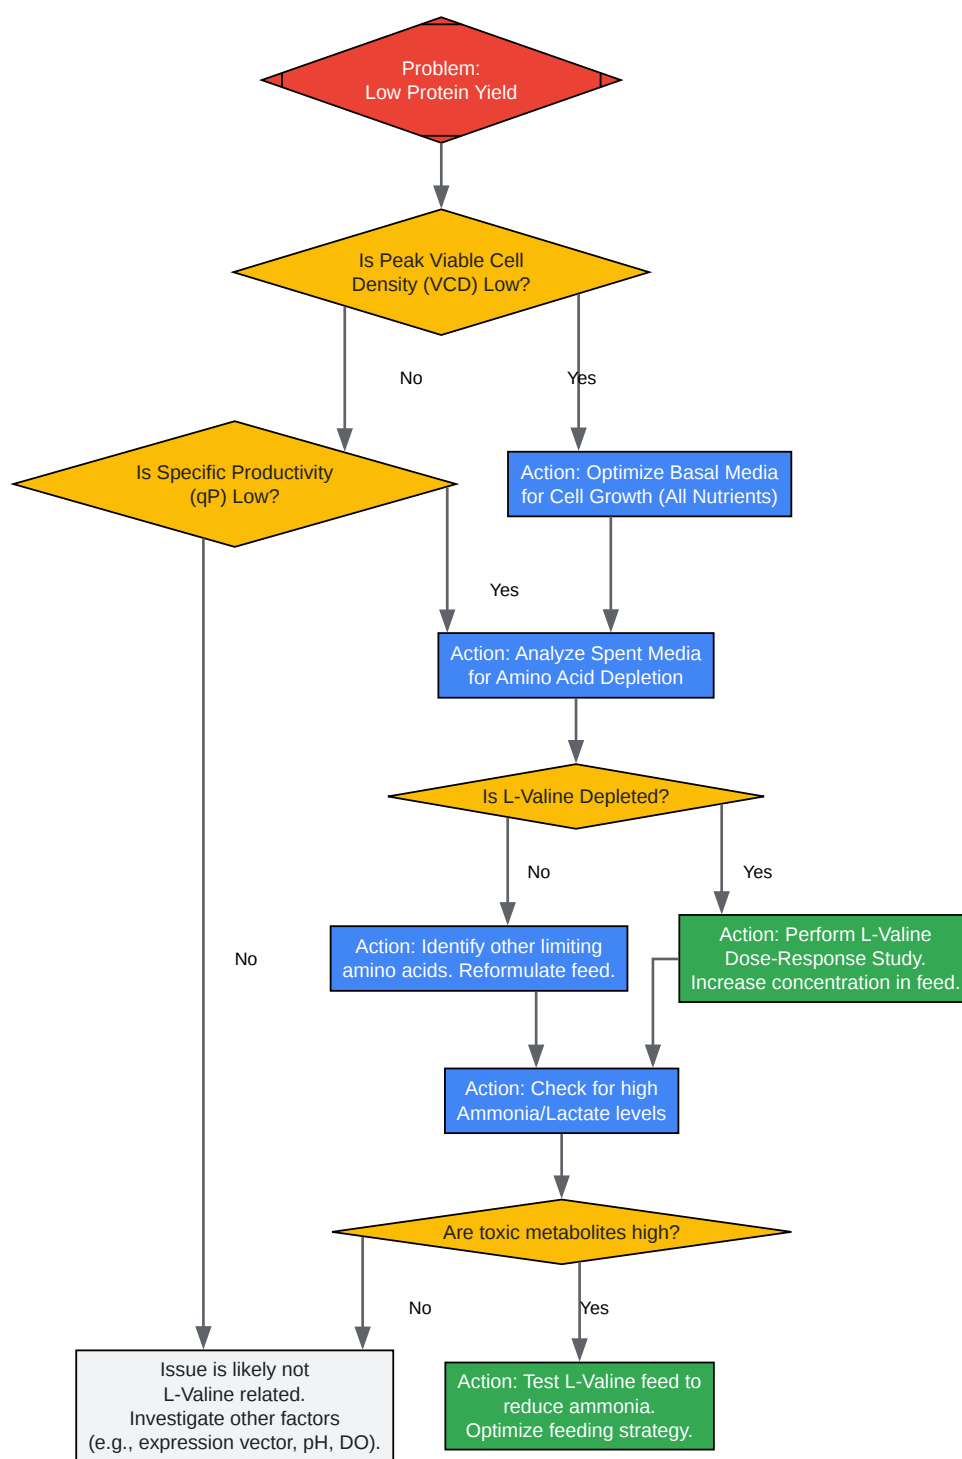 Problem:
Low Protein Yield
Is Peak Viable Cell
Density (VCD) Low?
No
Yes
Is Specific Productivity
(qP) Low?
Action: Optimize Basal Media
for Cell Growth (All Nutrients)
Yes
Action: Analyze Spent Media
for Amino Acid Depletion
Is L-Valine Depleted?
No
Yes
Action: Identify other limiting
amino acids. Reformulate feed.
Action: Perform L-Valine
Dose-Response Study.
Increase concentration in feed.
No
Action: Check for high
Ammonia/Lactate levels
Are toxic metabolites high?
No
Yes
Issue is likely not
L-Valine related.
Investigate other factors
(e.g., expression vector, pH, DO).
Action: Test L-Valine feed to
reduce ammonia.
Optimize feeding strategy.